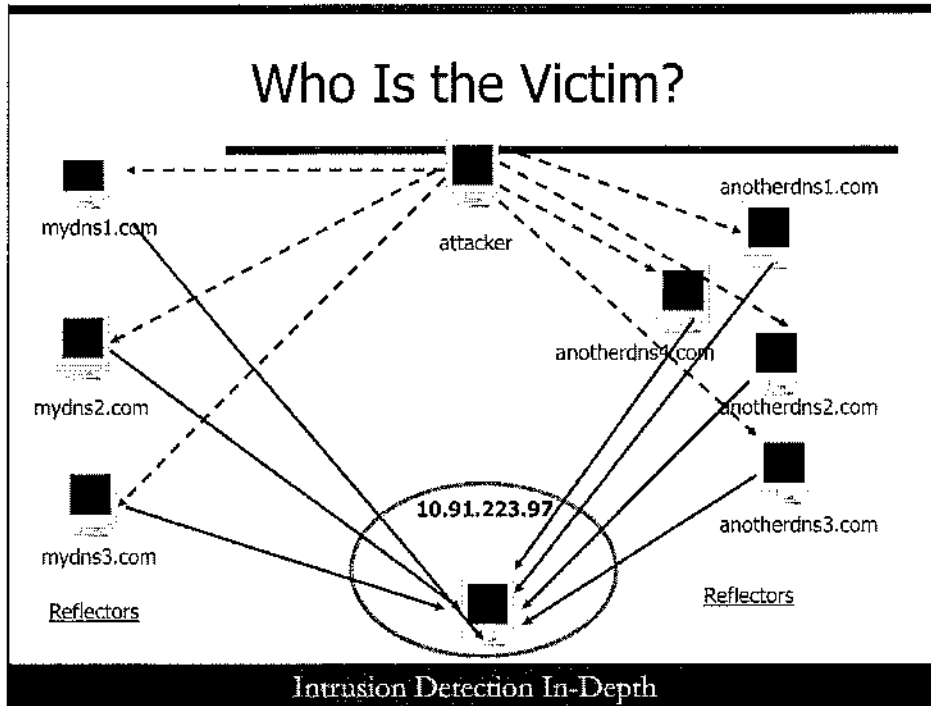 Who Is the Victim?
mydns1.com
attacker
anotherdns1.com
mydns2.com
anotherdns4.com
anotherdns2.com
mydns3.com
10.91.223.97
anotherdns3.com
Reflectors
Reflectors
Intrusion Detection In-Depth